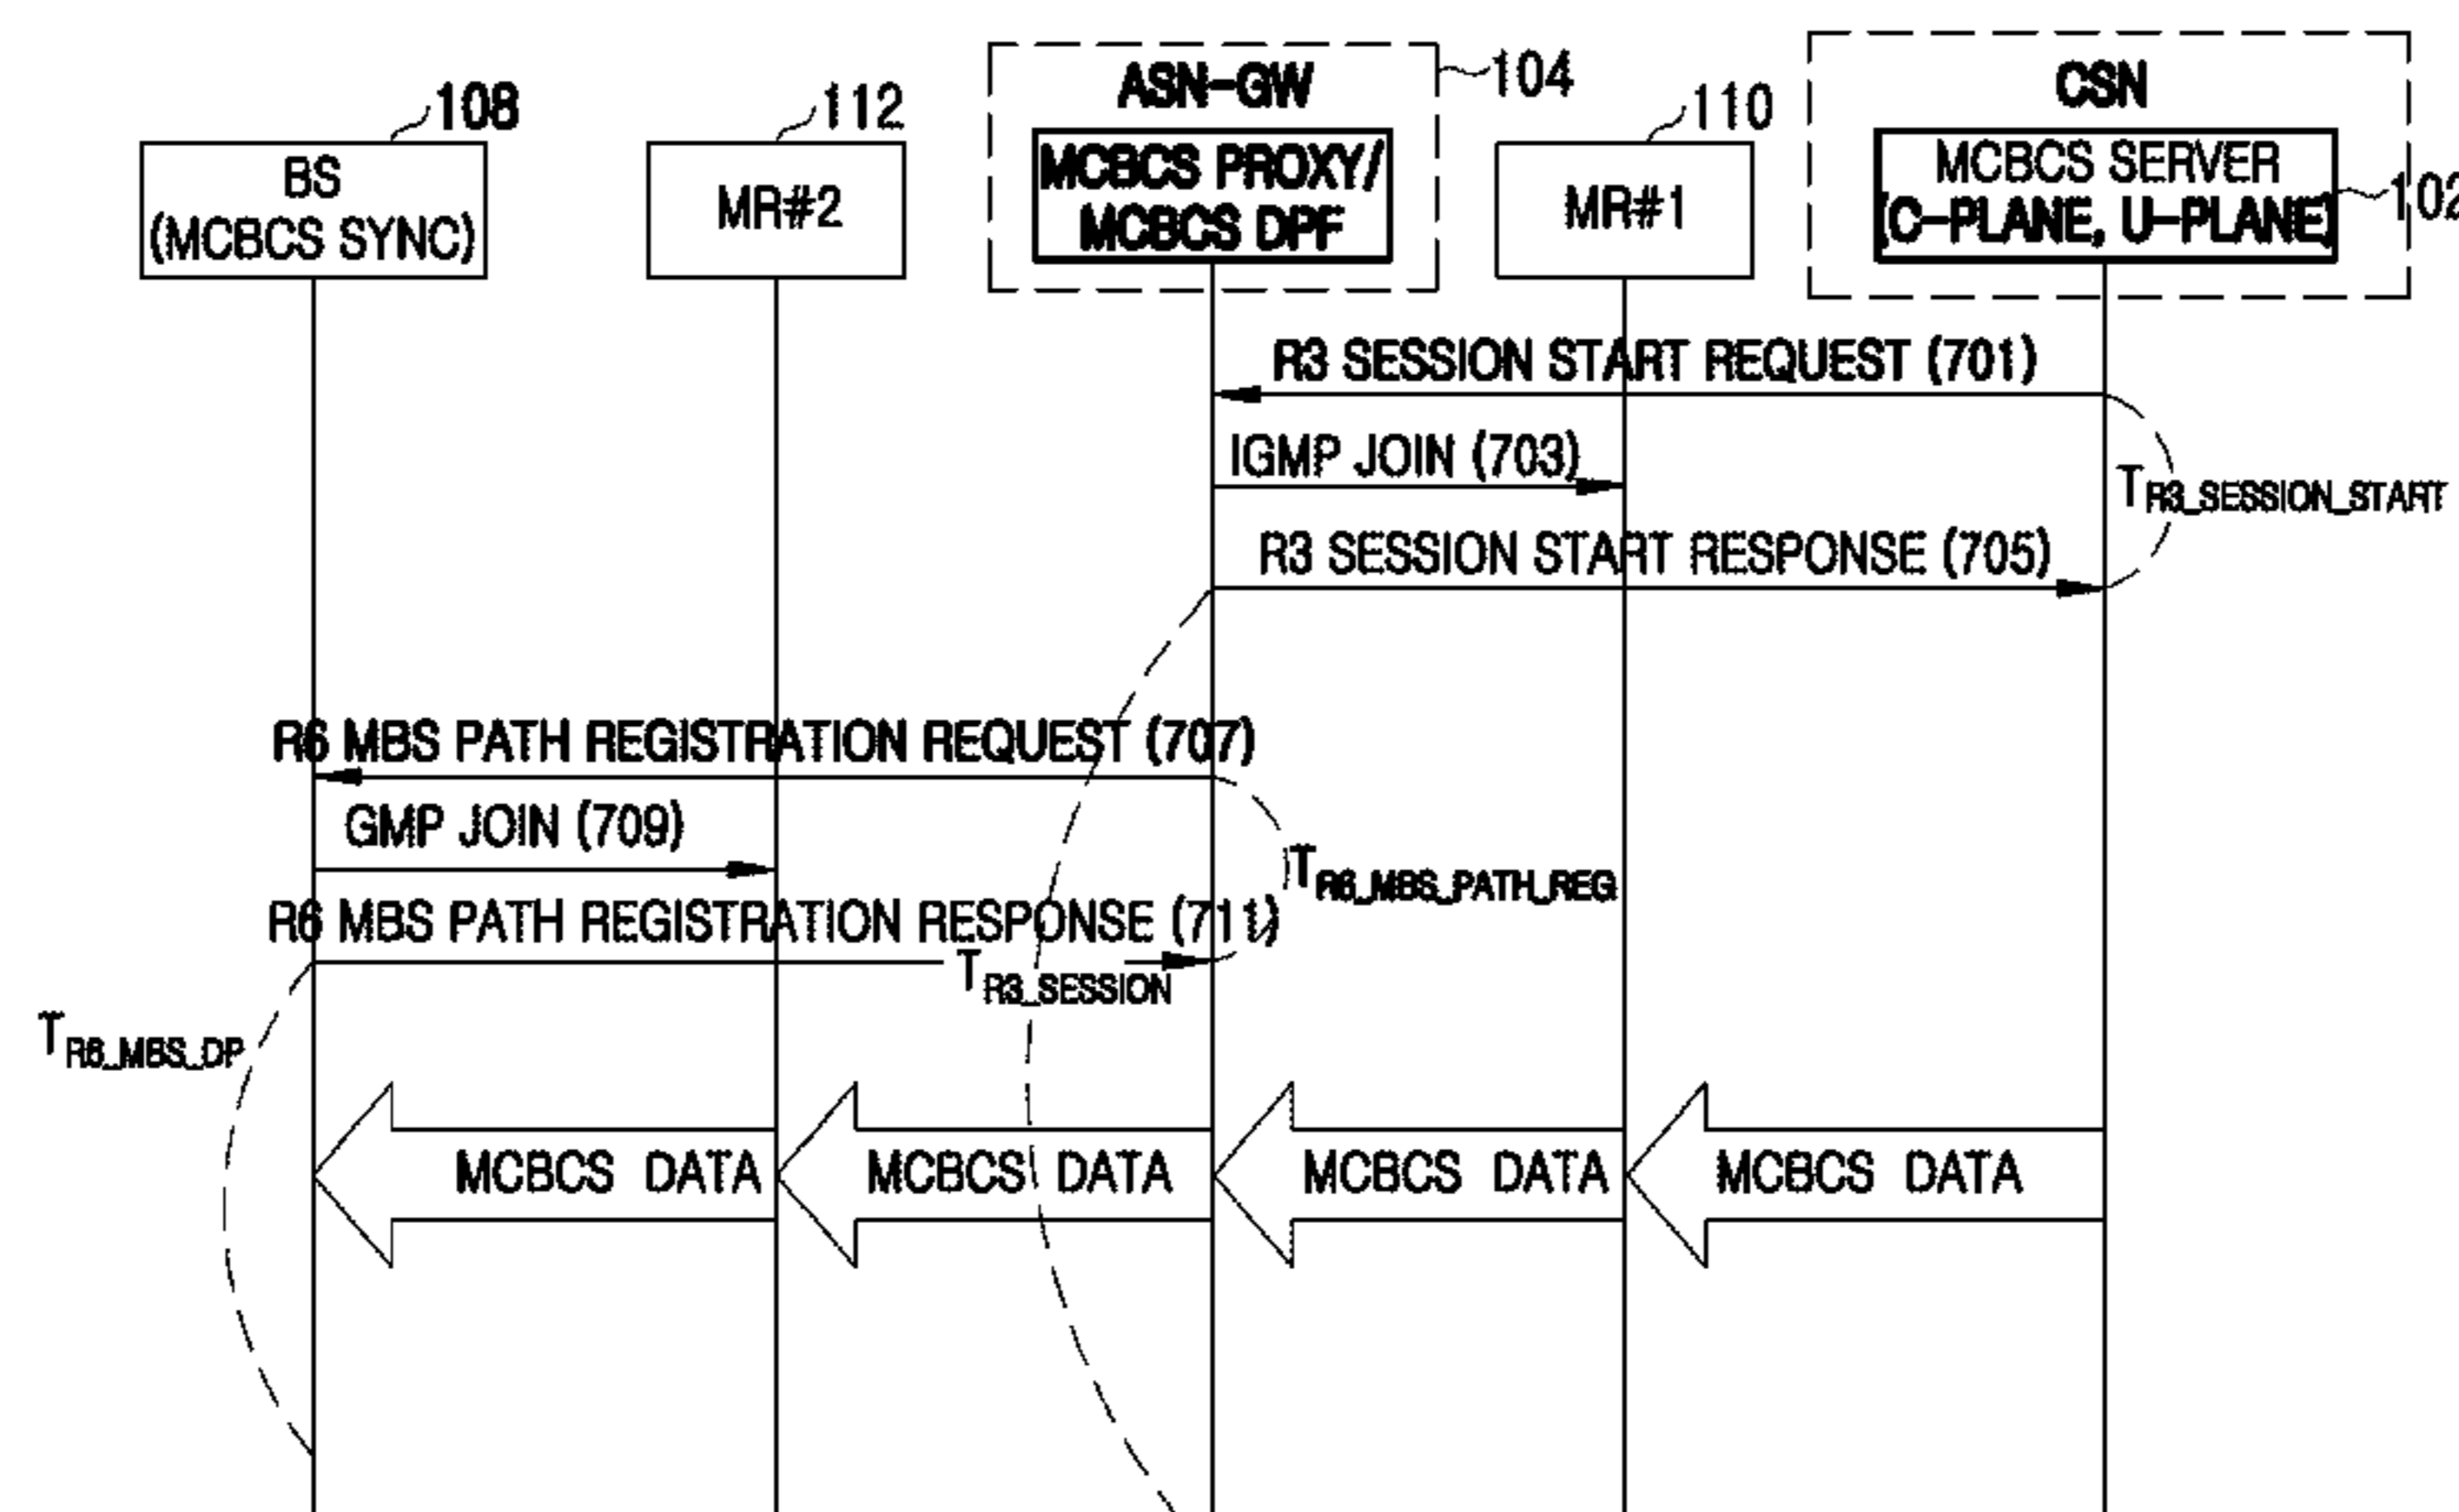 108
112
ASN-GW
104
110
CSN
BS
(MCBCS SYNC)
MR#2
MCBCS PROXY/
MCBCS DPF
MR#1
MCBCS SERVER
(C-PLANE, U-PLANE)
102
R3 SESSION START REQUEST (701)
IGMP JOIN (703)
TR3_SESSION_START
R3 SESSION START RESPONSE (705)
R6 MBS PATH REGISTRATION REQUEST (707)
GMP JOIN (709)
TR6_MBS_PATH_REG
R6 MBS PATH REGISTRATION RESPONSE (711)
TR3_SESSION
TR6_MBS_DP
MCBCS DATA
MCBCS DATA
MCBCS DATA
MCBCS DATA